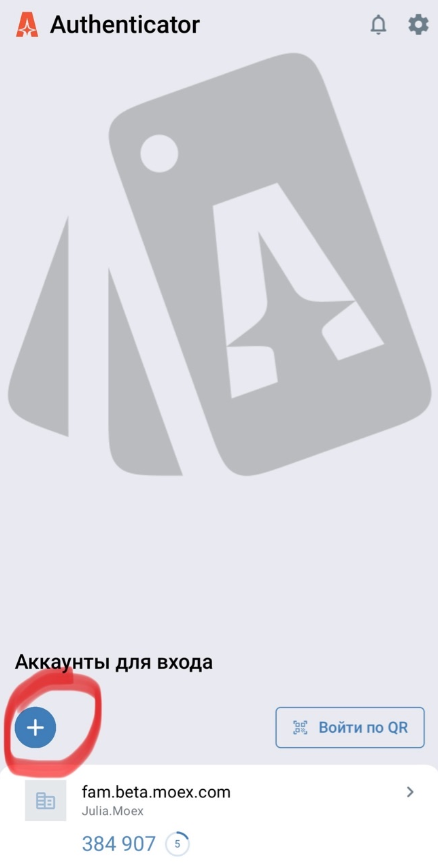 Authenticator
Аккаунты для входа
Войти по QR
fam.beta.moex.com
Julia.Moex
384 907 5